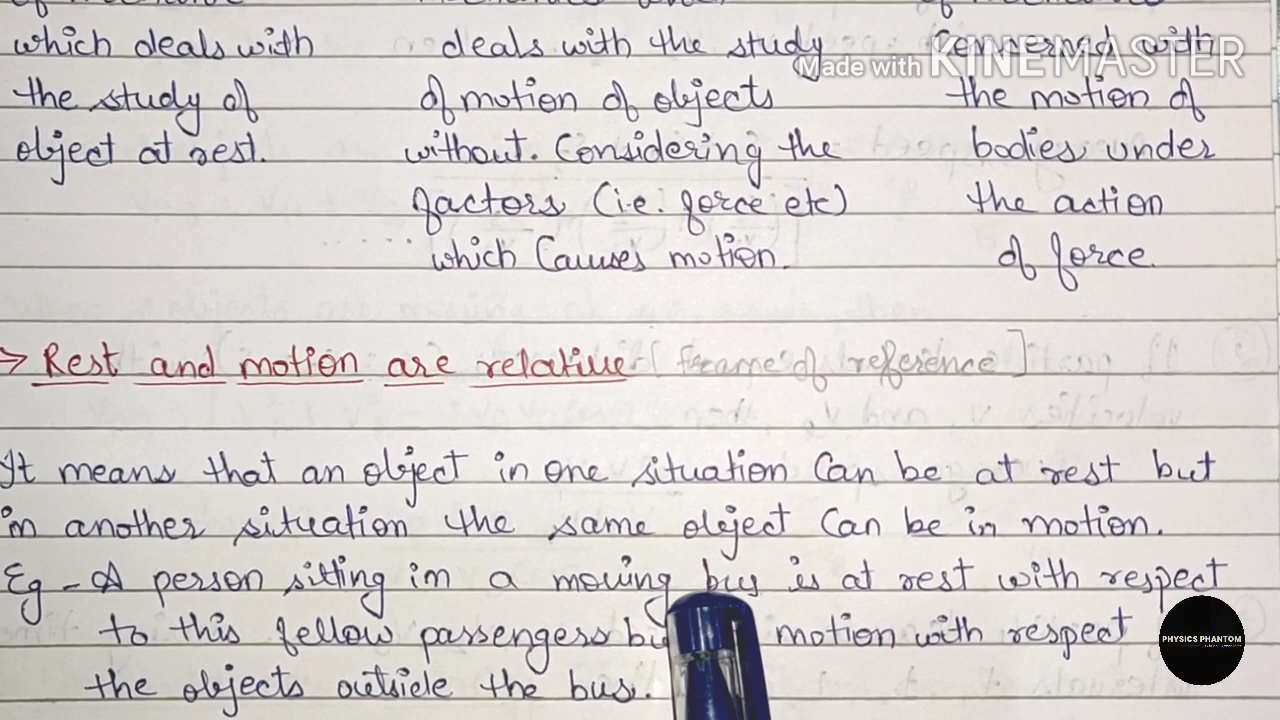 which deals with
the study of
object at rest.
deals with the study
of motion of objects
without. Considering the
factors (i.e. force etc)
which Causes motion.
Concerned with
the motion of
bodies under
the action
of force.
Made with KINEMASTER
→ Rest and motion are relative [Frame of reference]
It means that an object in one situation Can be at rest but
in another situation the same object Can be in motion.
Eg - A person sitting in a moving bus is at rest with respect
to this fellow passengers motion with respect
the objects outside the bus.
PHYSICS PHANTOM